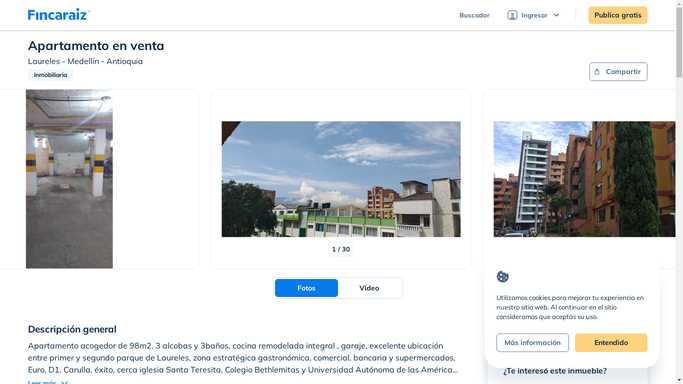 Fincaraiz
Buscador
Ingresar
Publica gratis
Apartamento en venta
Laureles - Medellín - Antioquia
Inmobiliaria
Compartir
1 / 30
Fotos
Video
Descripción general
Apartamento acogedor de 98m2, 3 alcobas y 3baños, cocina remodelada integral , garaje, excelente ubicación
entre primer y segundo parque de Laureles, zona estratégica gastronómica, comercial, bancaria y supermercados,
Euro, D1, Carulla, éxito, cerca iglesia Santa Teresita, Colegio Bethlemitas y Universidad Autónoma de las América...
Leer más
Utilizamos cookies para mejorar tu experiencia en
nuestro sitio web. Al continuar en el sitio
consideramos que aceptas su uso.
Más información
Entendido
¿Te interesó este inmueble?